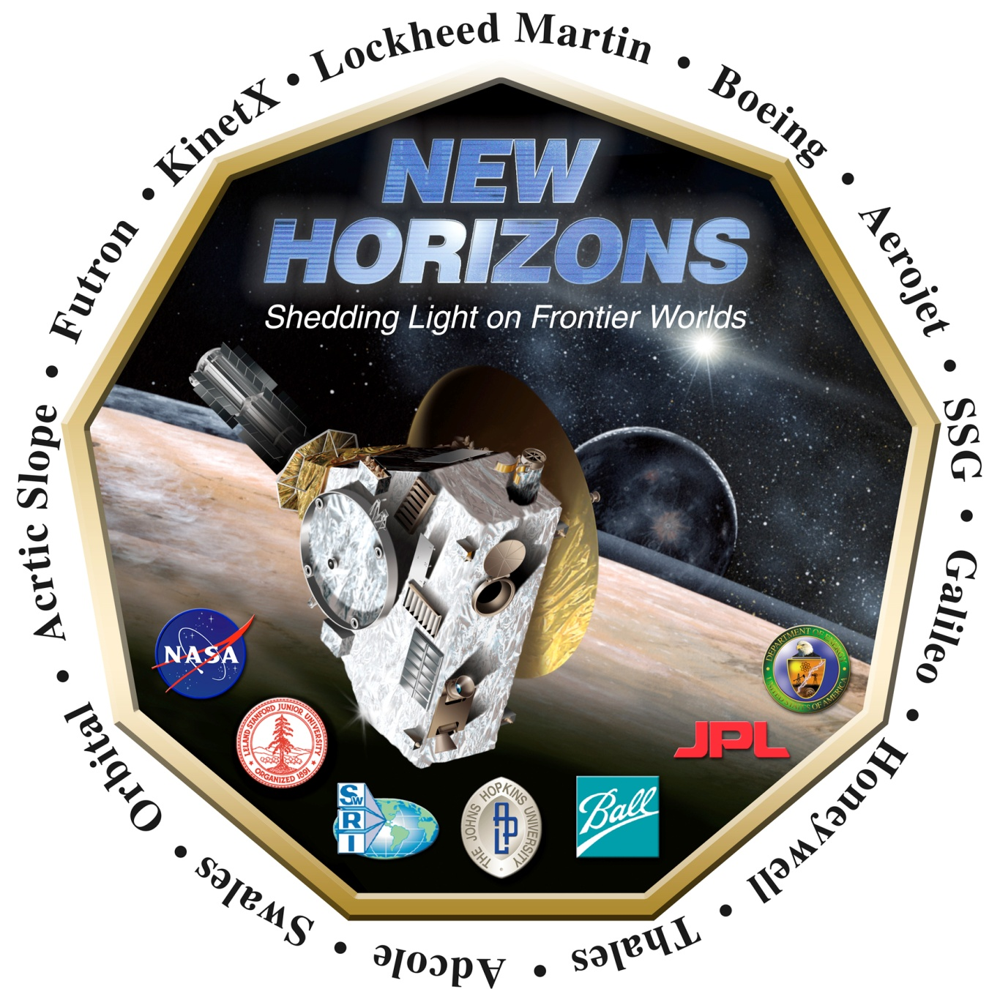 Lockheed Martin • Boeing • Aerojet • SSG • Galileo • Honeywell • Thales • Adcole • Swales • Orbital • Acrtic Slope • Futron • KinetX •
NEW
HORIZONS
Shedding Light on Frontier Worlds
NASA
DEPARTMENT OF ENERGY
UNITED STATES OF AMERICA
LELAND STANFORD JUNIOR UNIVERSITY
ORGANIZED 1891
JPL
SwRI
THE JOHNS HOPKINS UNIVERSITY
APL
Ball